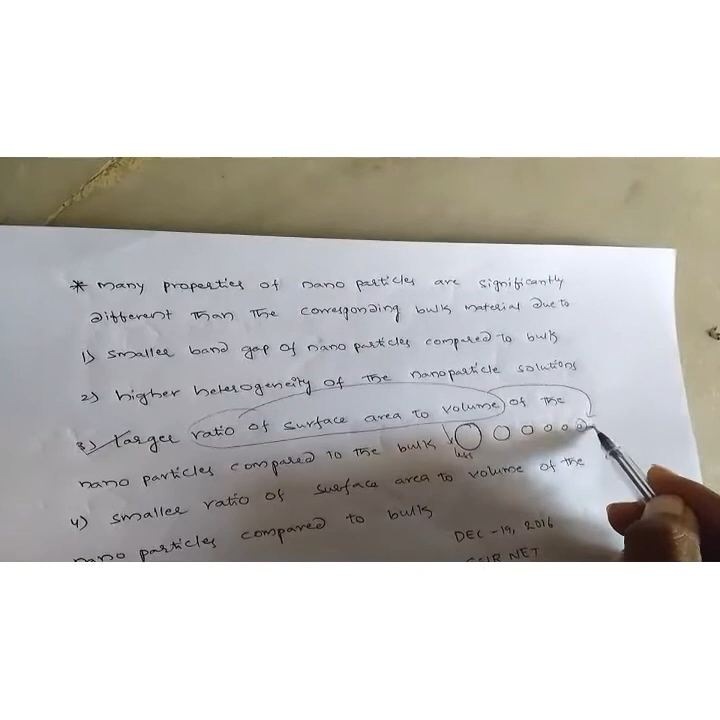 * many properties of nano particles are significantly
different than the corresponding bulk material due to
1) smaller band gap of nano particles compared to bulk
2) higher heterogeneity of the nanoparticle solutions
3) larger ratio of surface area to volume of the
nano particles compared to the bulk
less
4) smaller ratio of surface area to volume of the
nano particles compared to bulk
DEC-19, 2016
CSIR NET